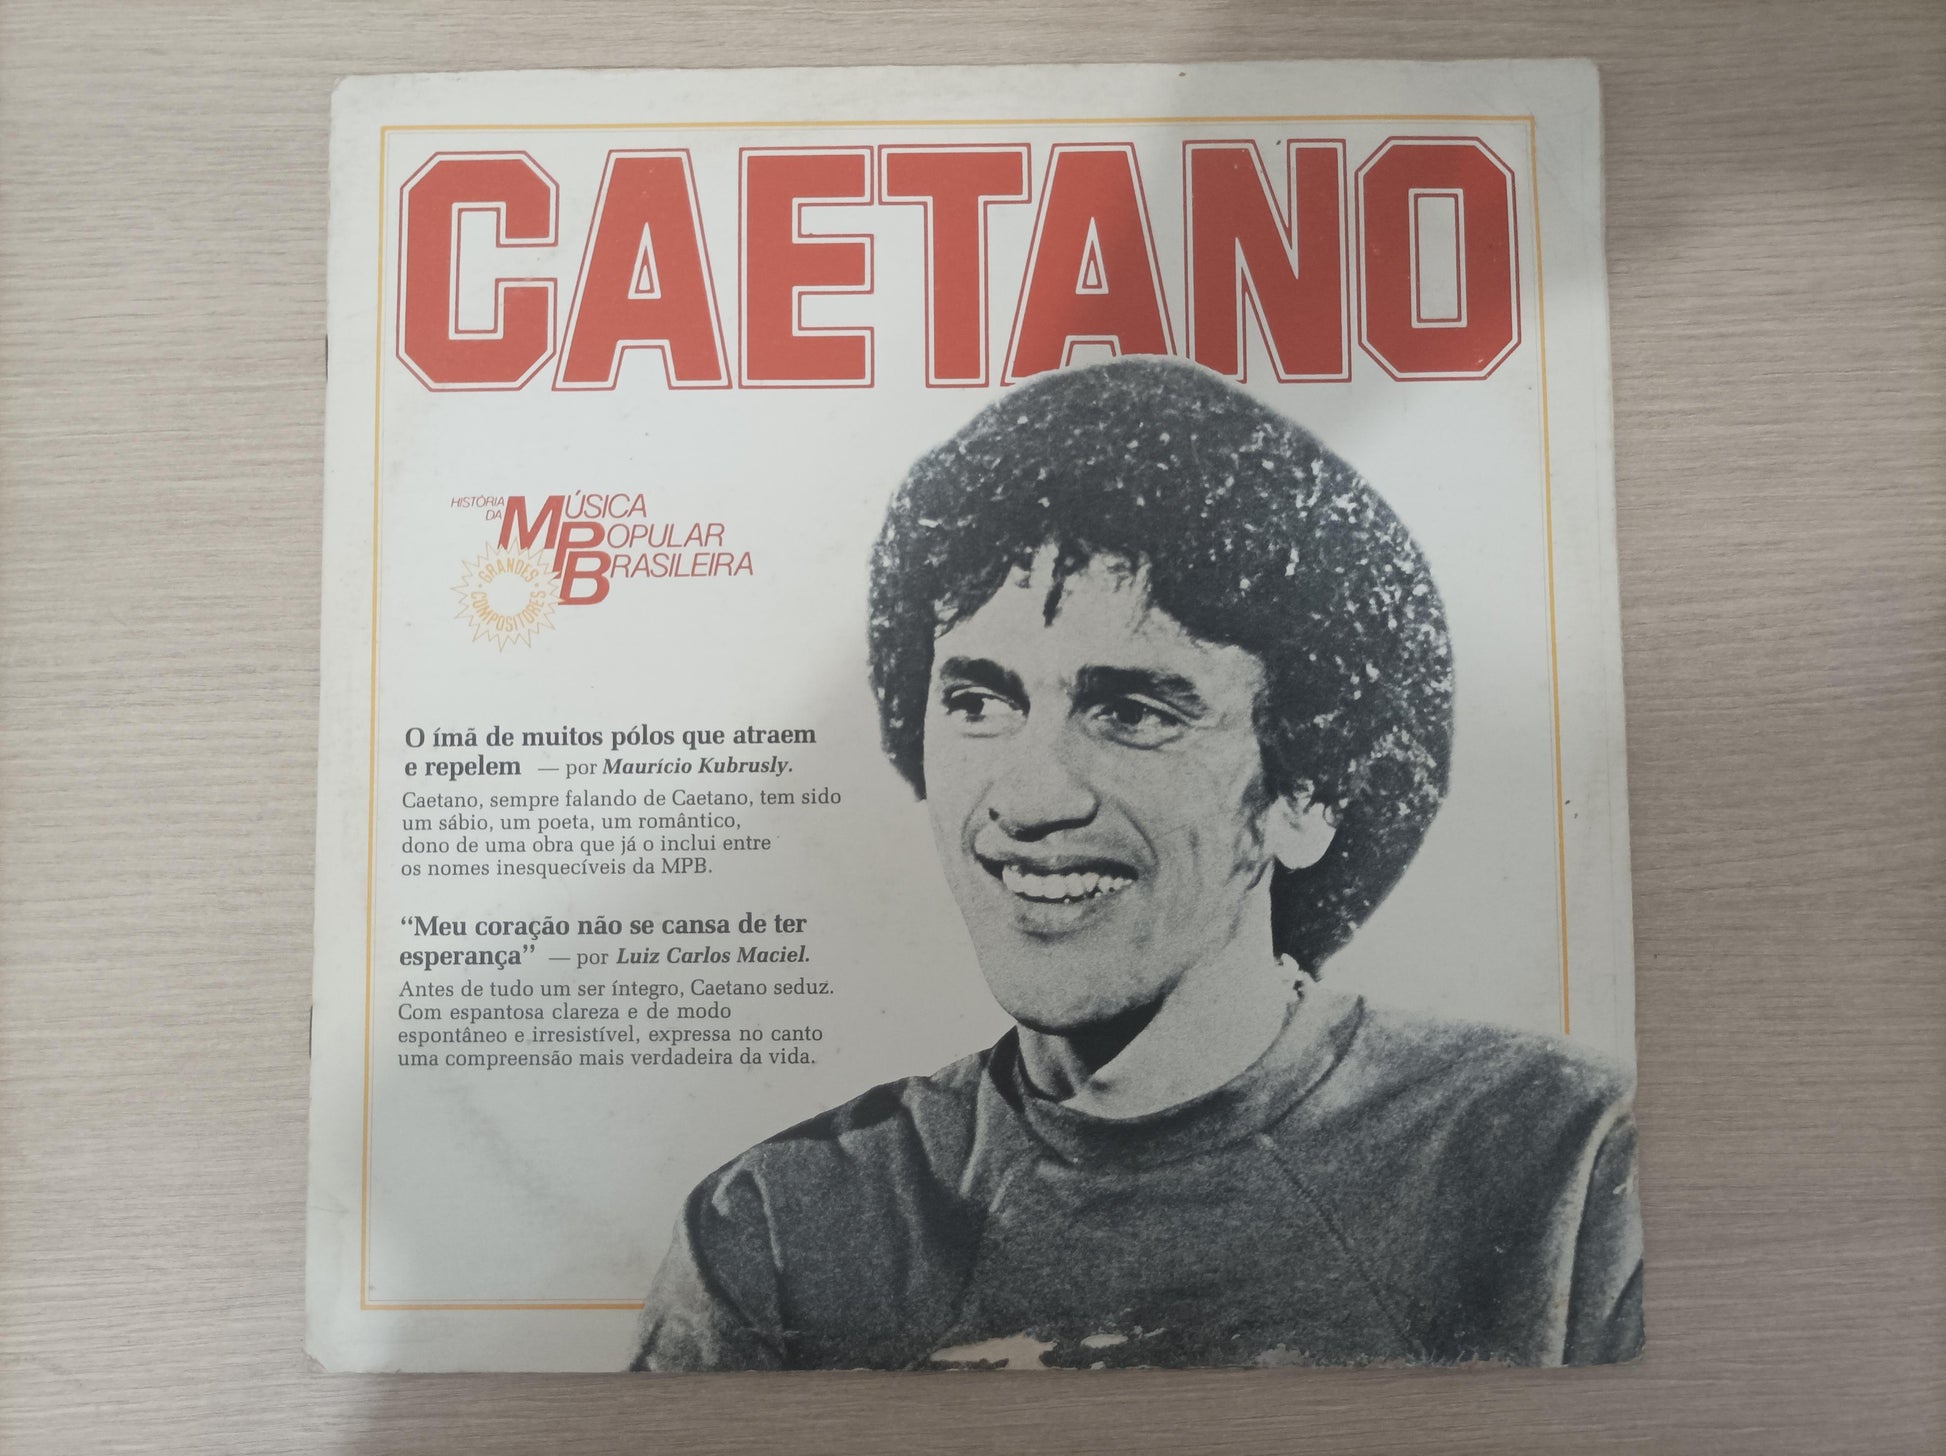 CAETANO
HISTÓRIA
DA
MÚSICA
POPULAR
BRASILEIRA
GRANDES
COMPOSITORES
O ímã de muitos pólos que atraem
e repelem — por Maurício Kubrusly.
Caetano, sempre falando de Caetano, tem sido
um sábio, um poeta, um romântico,
dono de uma obra que já o inclui entre
os nomes inesquecíveis da MPB.
“Meu coração não se cansa de ter
esperança” — por Luiz Carlos Maciel.
Antes de tudo um ser íntegro, Caetano seduz.
Com espantosa clareza e de modo
espontâneo e irresistível, expressa no canto
uma compreensão mais verdadeira da vida.